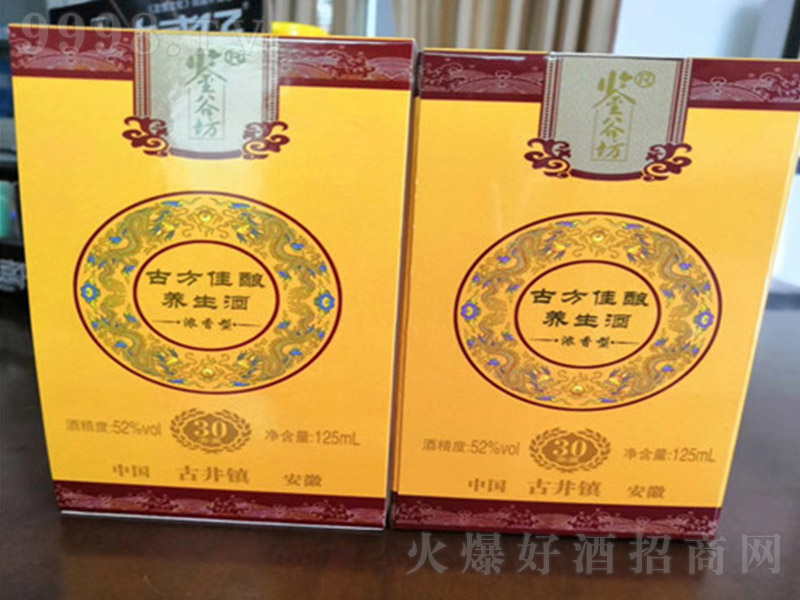 9998.TV
鉴谷坊®
古方佳酿
养生酒
浓香型
酒精度:52%vol
30
净含量:125mL
中国 古井镇 安徽
鉴谷坊®
古方佳酿
养生酒
浓香型
酒精度:52%vol
30
净含量:125mL
中国 古井镇 安徽
火爆好酒招商网